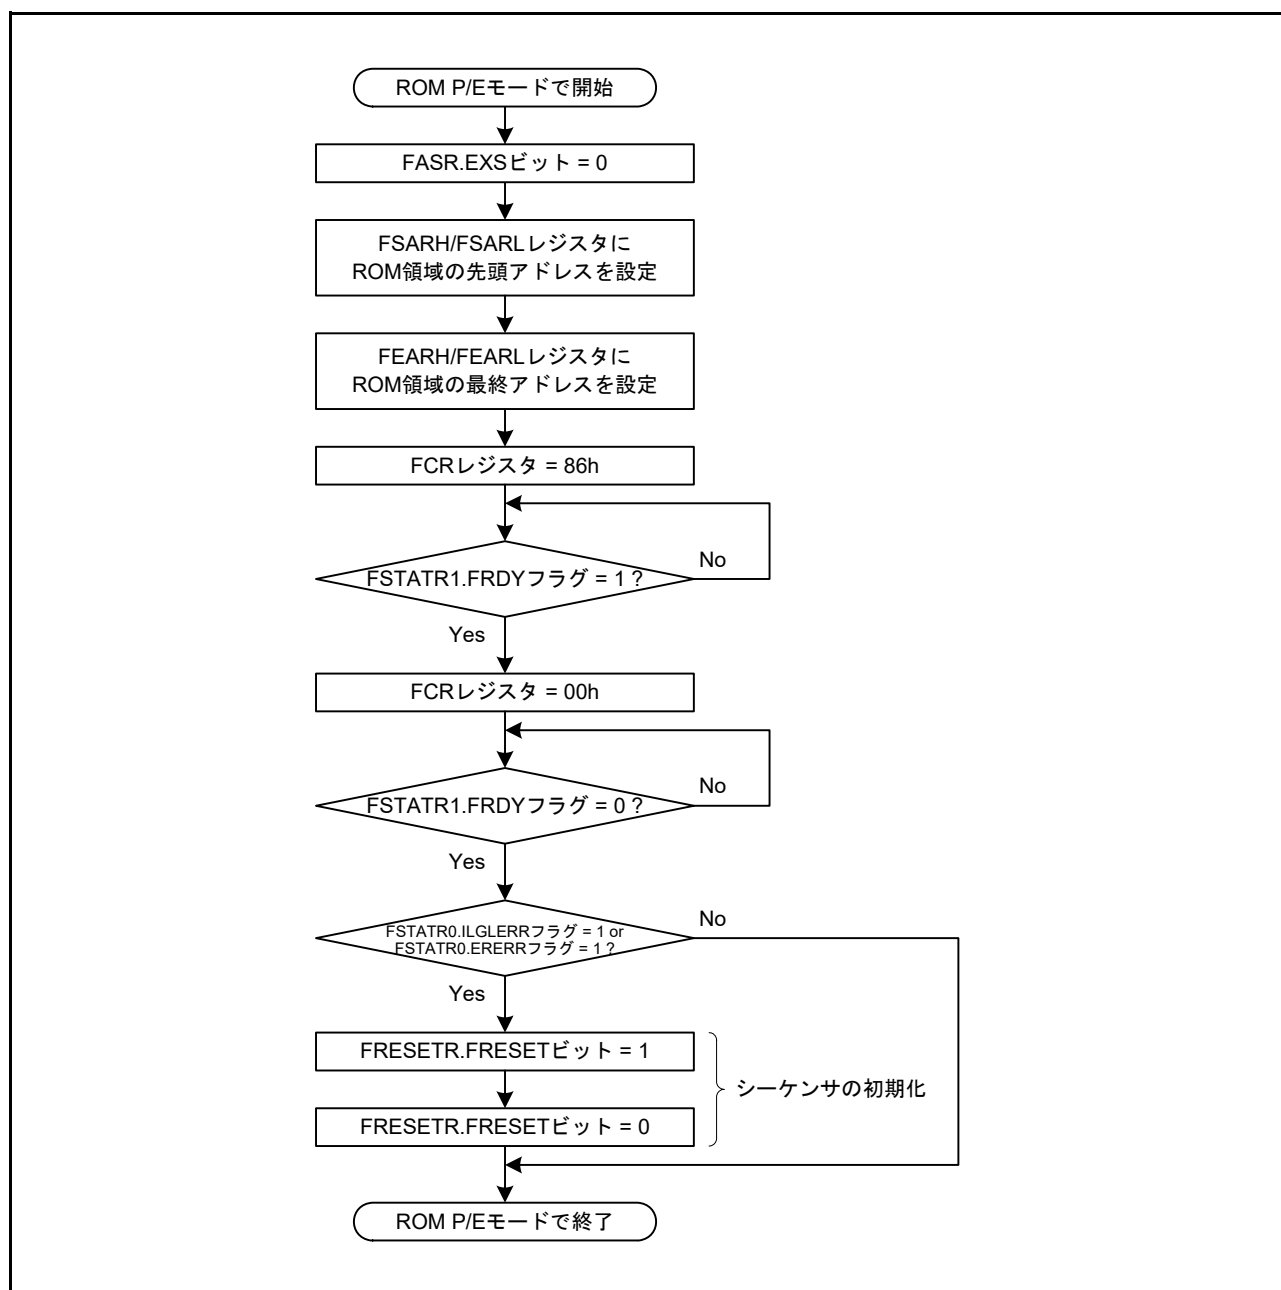 ROM P/Eモードで開始
FASR.EXSビット = 0
FSARH/FSARLレジスタに
ROM領域の先頭アドレスを設定
FEARH/FEARLレジスタに
ROM領域の最終アドレスを設定
FCRレジスタ = 86h
FSTATR1.FRDYフラグ = 1 ?
No
Yes
FCRレジスタ = 00h
FSTATR1.FRDYフラグ = 0 ?
No
Yes
FSTATR0.ILGLERRフラグ = 1 or
FSTATR0.ERERRフラグ = 1 ?
No
Yes
FRESETR.FRESETビット = 1
シーケンサの初期化
FRESETR.FRESETビット = 0
ROM P/Eモードで終了